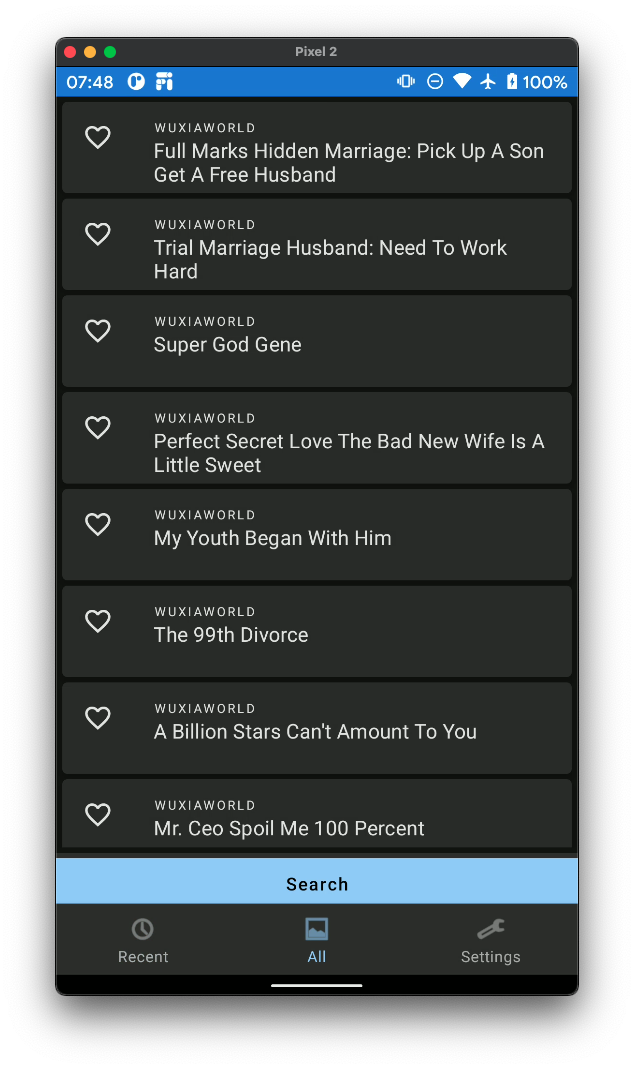 Pixel 2
07:48
100%
WUXIAWORLD
Full Marks Hidden Marriage: Pick Up A Son
Get A Free Husband
WUXIAWORLD
Trial Marriage Husband: Need To Work
Hard
WUXIAWORLD
Super God Gene
WUXIAWORLD
Perfect Secret Love The Bad New Wife Is A
Little Sweet
WUXIAWORLD
My Youth Began With Him
WUXIAWORLD
The 99th Divorce
WUXIAWORLD
A Billion Stars Can't Amount To You
WUXIAWORLD
Mr. Ceo Spoil Me 100 Percent
Search
Recent
All
Settings